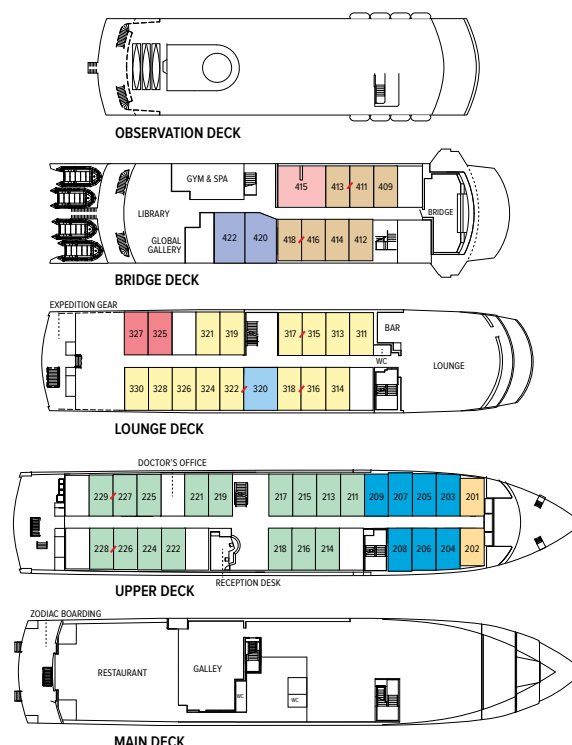 OBSERVATION DECK
GYM & SPA
415 413 411 409
LIBRARY
BRIDGE
GLOBAL
GALLERY
422 420 418 416 414 412
BRIDGE DECK
EXPEDITION GEAR
327 325 321 319 317 315 313 311
BAR
WC
LOUNGE
330 328 326 324 322 320 318 316 314
LOUNGE DECK
DOCTOR'S OFFICE
229 227 225 221 219 217 215 213 211 209 207 205 203 201
228 226 224 222 218 216 214 208 206 204 202
RECEPTION DESK
UPPER DECK
ZODIAC BOARDING
RESTAURANT
GALLEY
WC
WC
MAIN DECK